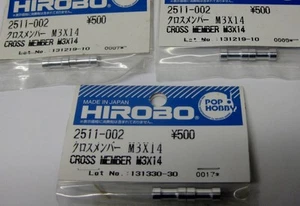 HIROBO
2511-002 ¥500
クロスメンバー M3X14
CROSS MEMBER M3X14
Lot No.:131219-10
HIROBO
2511-002 ¥500
クロスメンバー M3X14
CROSS MEMBER M3X14
Lot No.:131219-10
MADE IN JAPAN
HIROBO
POP HOBBY
2511-002 ¥500
クロスメンバー M3X14
CROSS MEMBER M3X14
Lot No.:131330-30 0017*